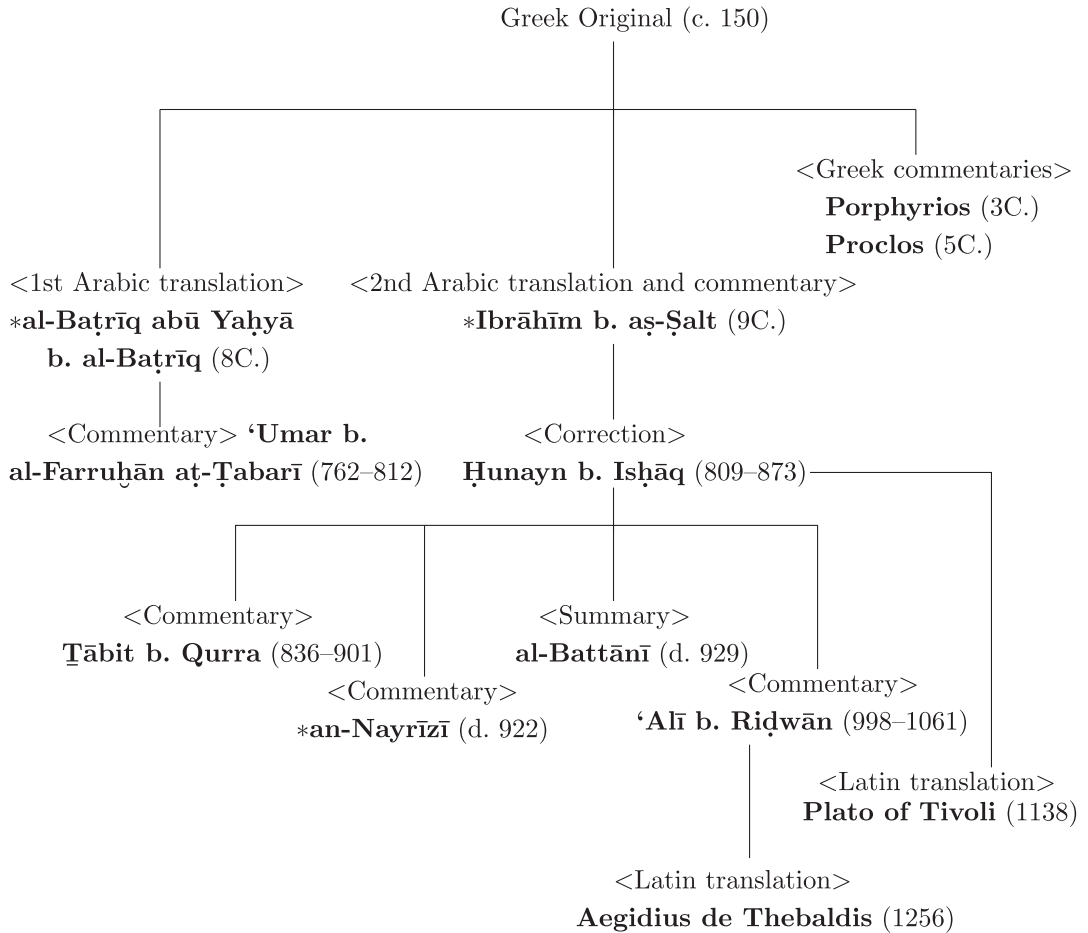 Greek Original (c. 150)
<Greek commentaries>
Porphyrios (3C.)
Proclos (5C.)
<1st Arabic translation>
∗al-Baṭrīq abū Yaḥyā
b. al-Baṭrīq (8C.)
<2nd Arabic translation and commentary>
∗Ibrāhīm b. aṣ-Ṣalt (9C.)
<Commentary> ‘Umar b.
al-Farruḫān aṭ-Ṭabarī (762–812)
<Correction>
Ḥunayn b. Isḥāq (809–873)
<Commentary>
Ṯābit b. Qurra (836–901)
<Commentary>
∗an-Nayrīzī (d. 922)
<Summary>
al-Battānī (d. 929)
<Commentary>
‘Alī b. Riḍwān (998–1061)
<Latin translation>
Plato of Tivoli (1138)
<Latin translation>
Aegidius de Thebaldis (1256)